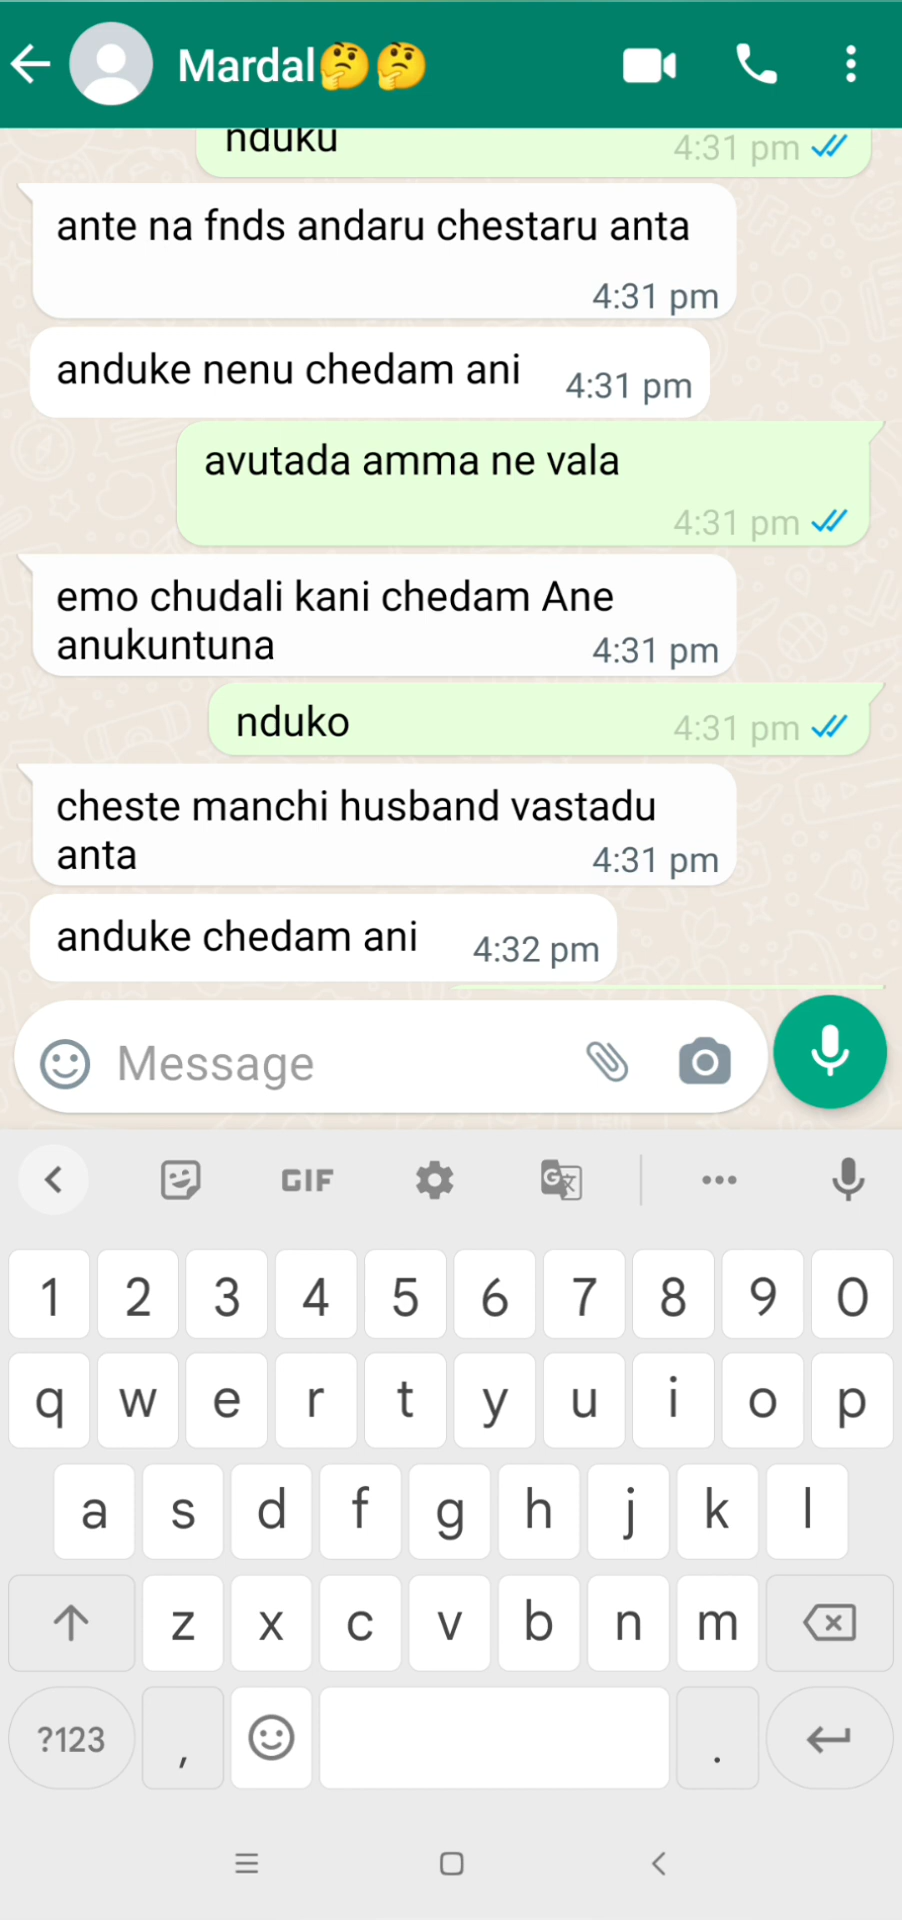 Mardal🤔🤔
nduku
4:31 pm
ante na fnds andaru chestaru anta
4:31 pm
anduke nenu chedam ani
4:31 pm
avutada amma ne vala
4:31 pm
emo chudali kani chedam Ane
anukuntuna 4:31 pm
nduko 4:31 pm
cheste manchi husband vastadu
anta 4:31 pm
anduke chedam ani 4:32 pm
Message
GIF
1 2 3 4 5 6 7 8 9 0
q w e r t y u i o p
a s d f g h j k l
z x c v b n m
?123 , .